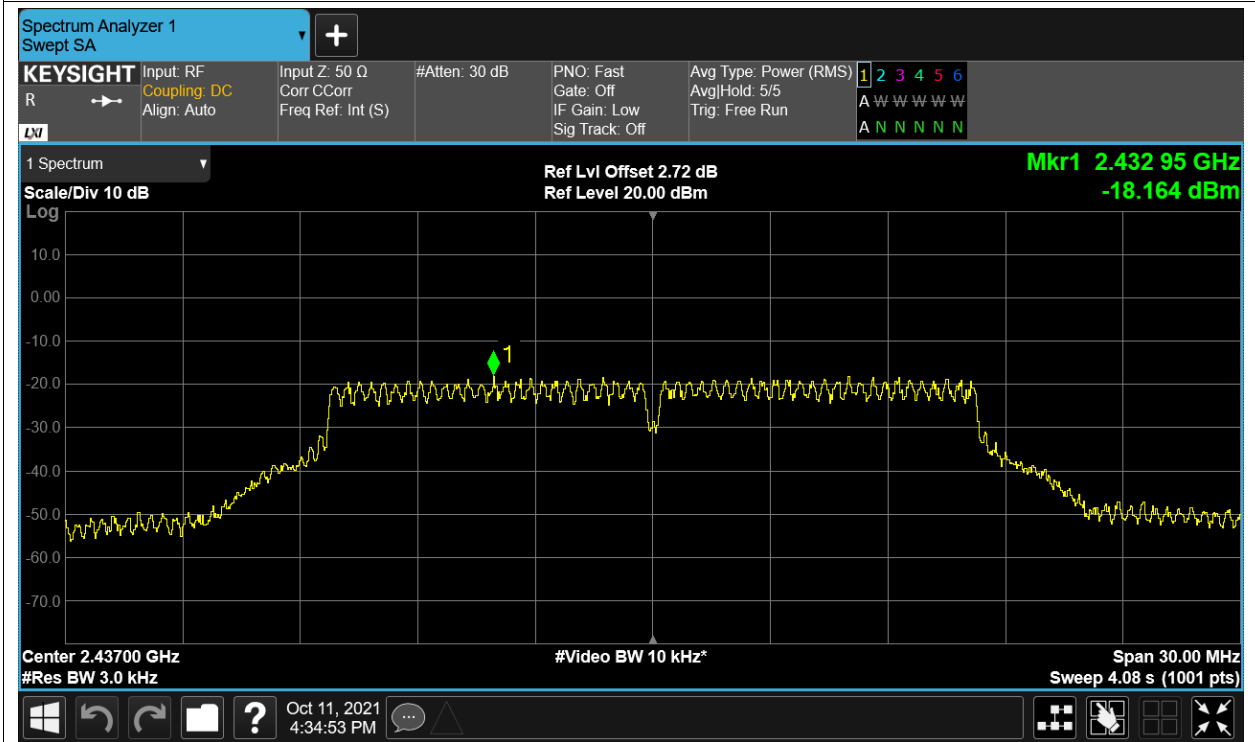 Spectrum Analyzer 1
Swept SA
+
KEYSIGHT
R
LXI
Input: RF
Coupling: DC
Align: Auto
Input Z: 50 Ω
Corr CCorr
Freq Ref: Int (S)
#Atten: 30 dB
PNO: Fast
Gate: Off
IF Gain: Low
Sig Track: Off
Avg Type: Power (RMS)
Avg|Hold: 5/5
Trig: Free Run
1 2 3 4 5 6
A W W W W W
A N N N N N
1 Spectrum
Scale/Div 10 dB
Log
Ref Lvl Offset 2.72 dB
Ref Level 20.00 dBm
Mkr1 2.432 95 GHz
-18.164 dBm
10.0
0.00
-10.0
1
-20.0
-30.0
-40.0
-50.0
-60.0
-70.0
Center 2.43700 GHz
#Res BW 3.0 kHz
#Video BW 10 kHz*
Span 30.00 MHz
Sweep 4.08 s (1001 pts)
?
Oct 11, 2021
4:34:53 PM